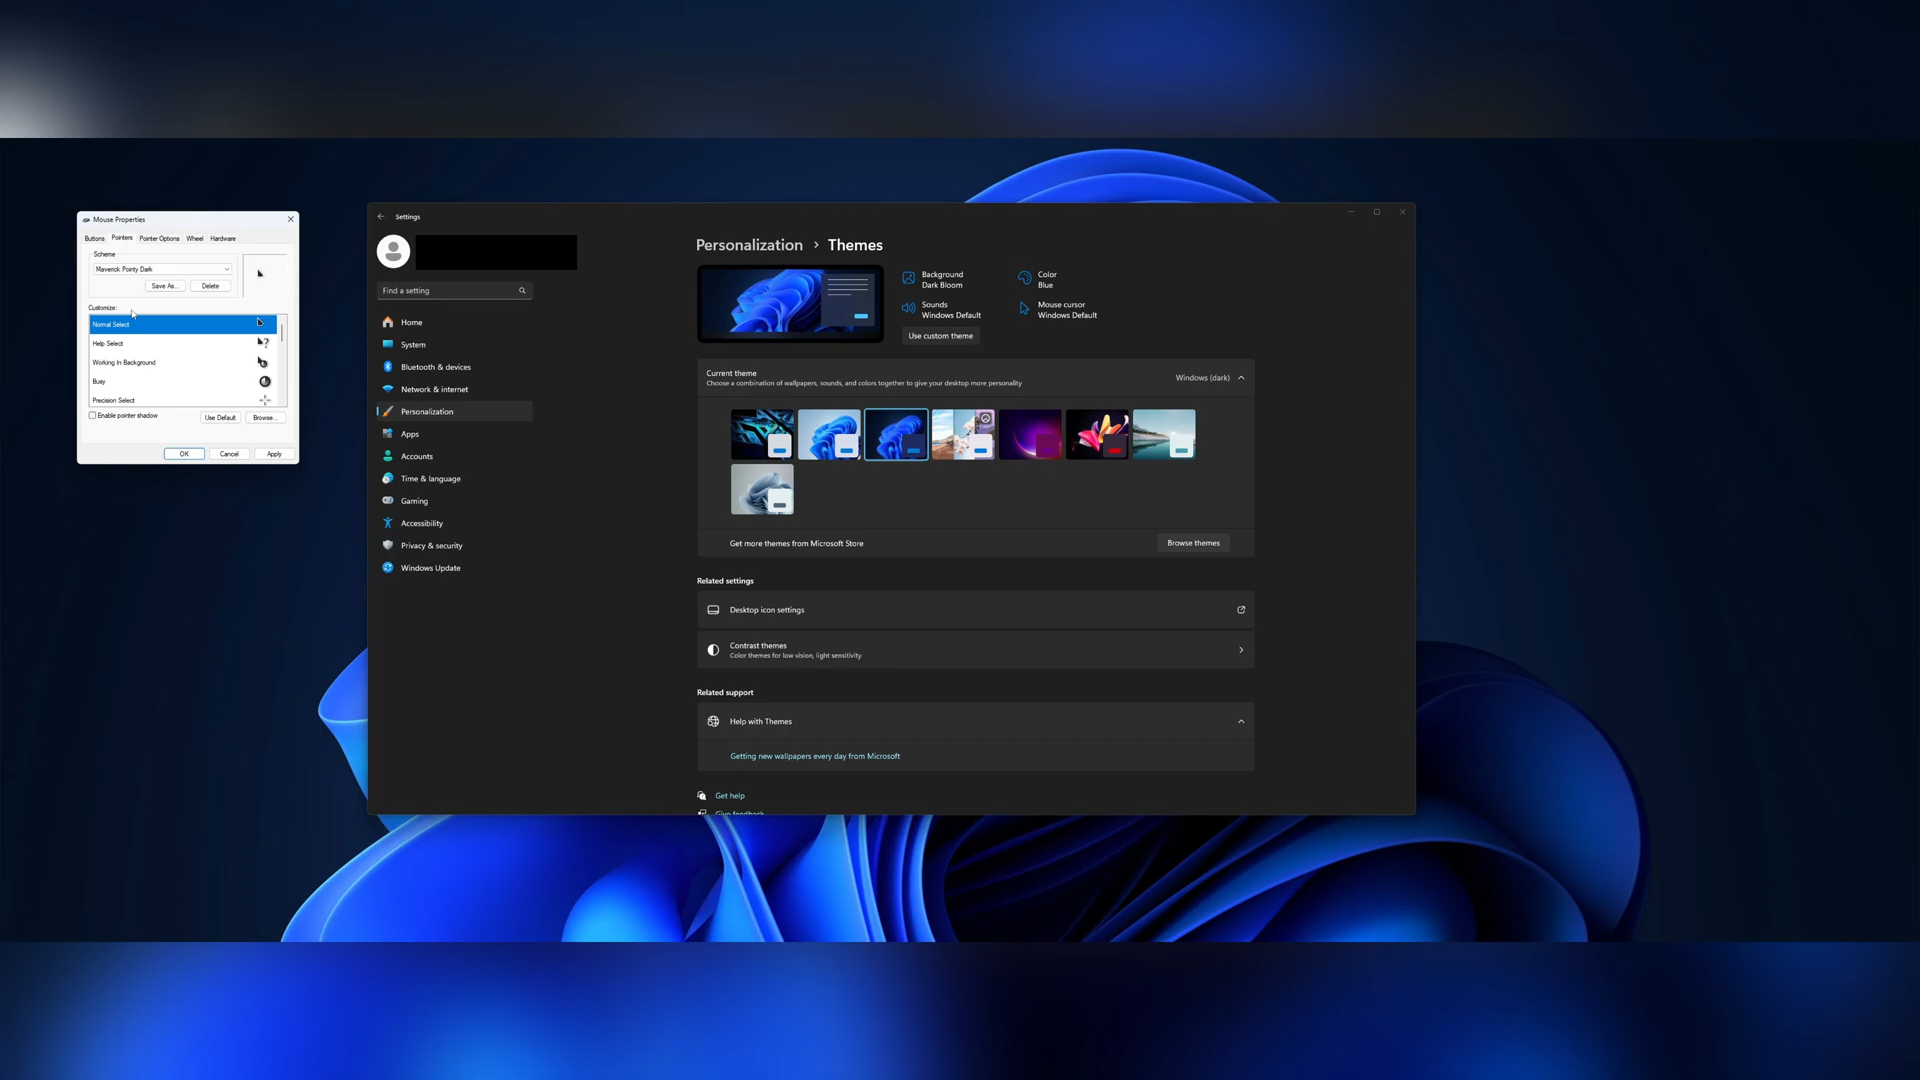 Mouse Properties
Buttons
Pointers
Pointer Options
Wheel
Hardware
Scheme
Maverick Pointy Dark
Save As...
Delete
Customize:
Normal Select
Help Select
Working In Background
Busy
Precision Select
Enable pointer shadow
Use Default
Browse...
OK
Cancel
Apply
Settings
Find a setting
Home
System
Bluetooth & devices
Network & internet
Personalization
Apps
Accounts
Time & language
Gaming
Accessibility
Privacy & security
Windows Update
Personalization > Themes
Background
Dark Bloom
Color
Blue
Sounds
Windows Default
Mouse cursor
Windows Default
Use custom theme
Current theme
Choose a combination of wallpapers, sounds, and colors together to give your desktop more personality
Windows (dark)
Get more themes from Microsoft Store
Browse themes
Related settings
Desktop icon settings
Contrast themes
Color themes for low vision, light sensitivity
Related support
Help with Themes
Getting new wallpapers every day from Microsoft
Get help
Give feedback